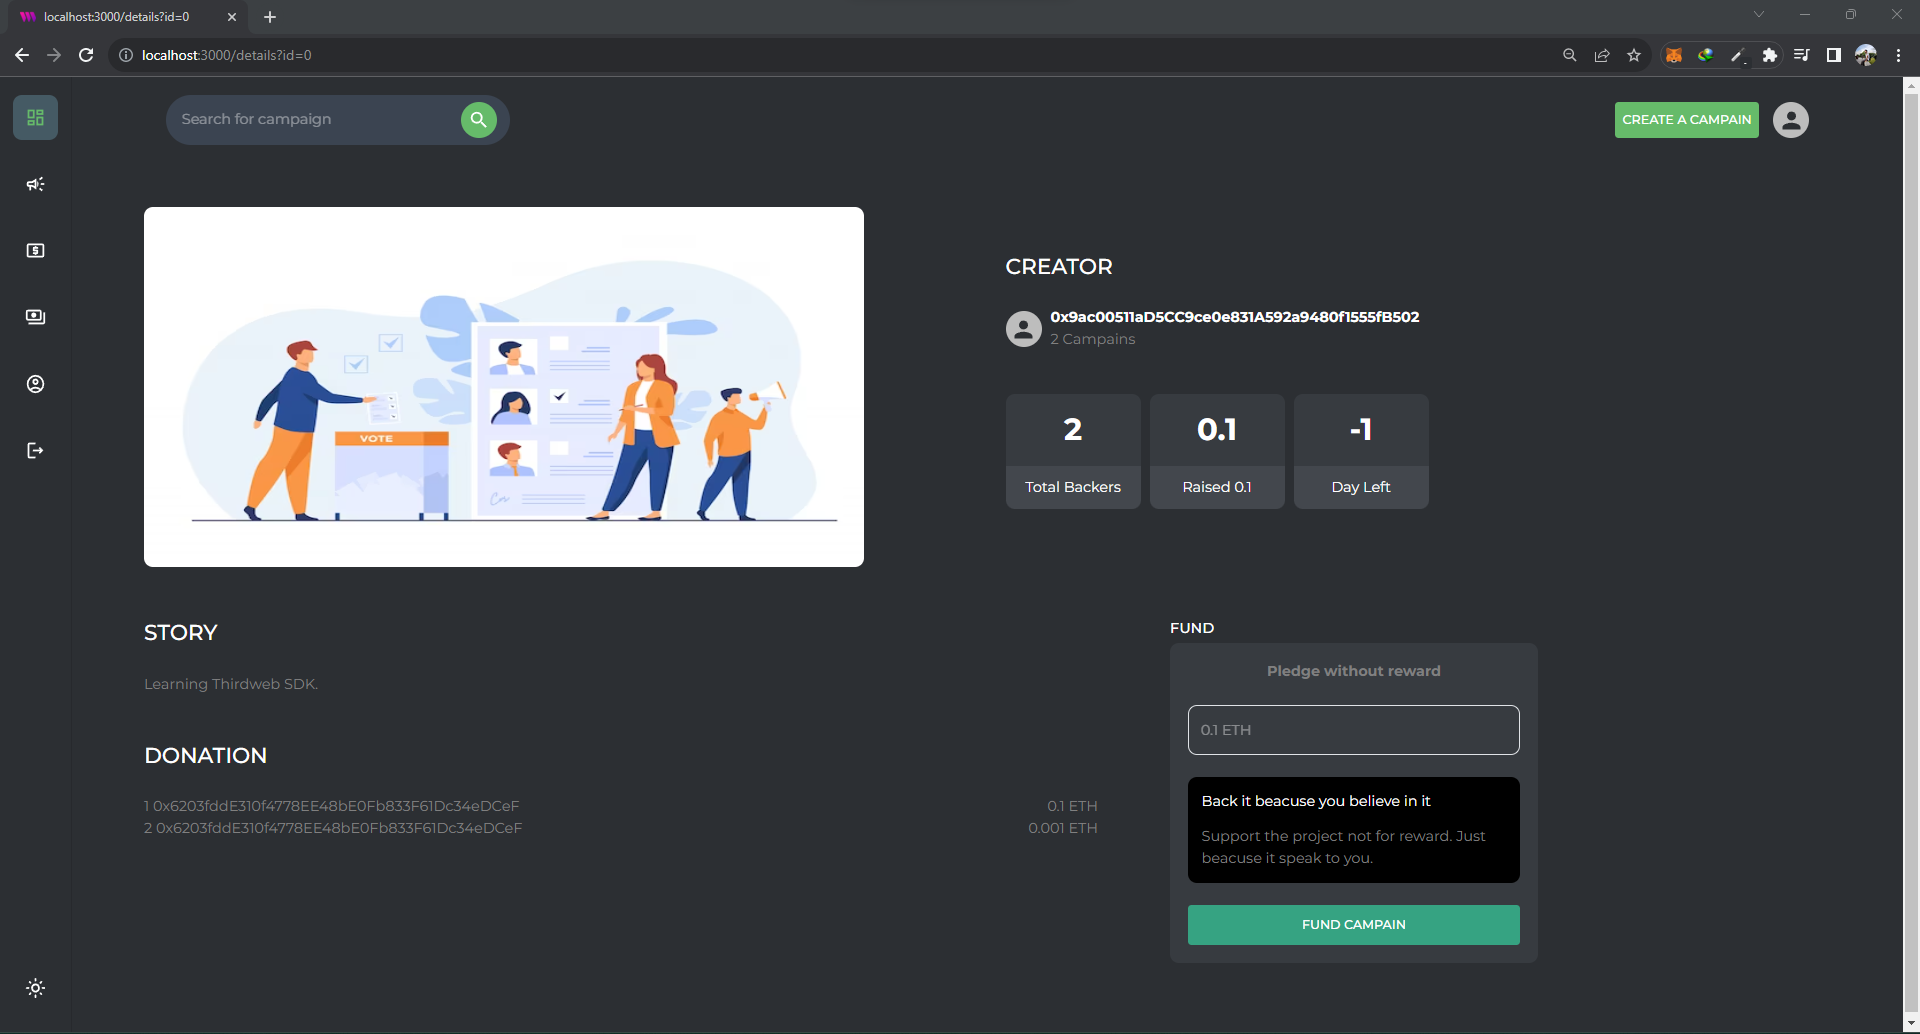 localhost:3000/details?id=0
localhost:3000/details?id=0
Search for campaign
CREATE A CAMPAIN
VOTE
CREATOR
0x9ac00511aD5CC9ce0e831A592a9480f1555fB502
2 Campains
2
0.1
-1
Total Backers
Raised 0.1
Day Left
STORY
Learning Thirdweb SDK.
DONATION
1 0x6203fddE310f4778EE48bE0Fb833F61Dc34eDCeF
0.1 ETH
2 0x6203fddE310f4778EE48bE0Fb833F61Dc34eDCeF
0.001 ETH
FUND
Pledge without reward
0.1 ETH
Back it beacuse you believe in it
Support the project not for reward. Just
beacuse it speak to you.
FUND CAMPAIN